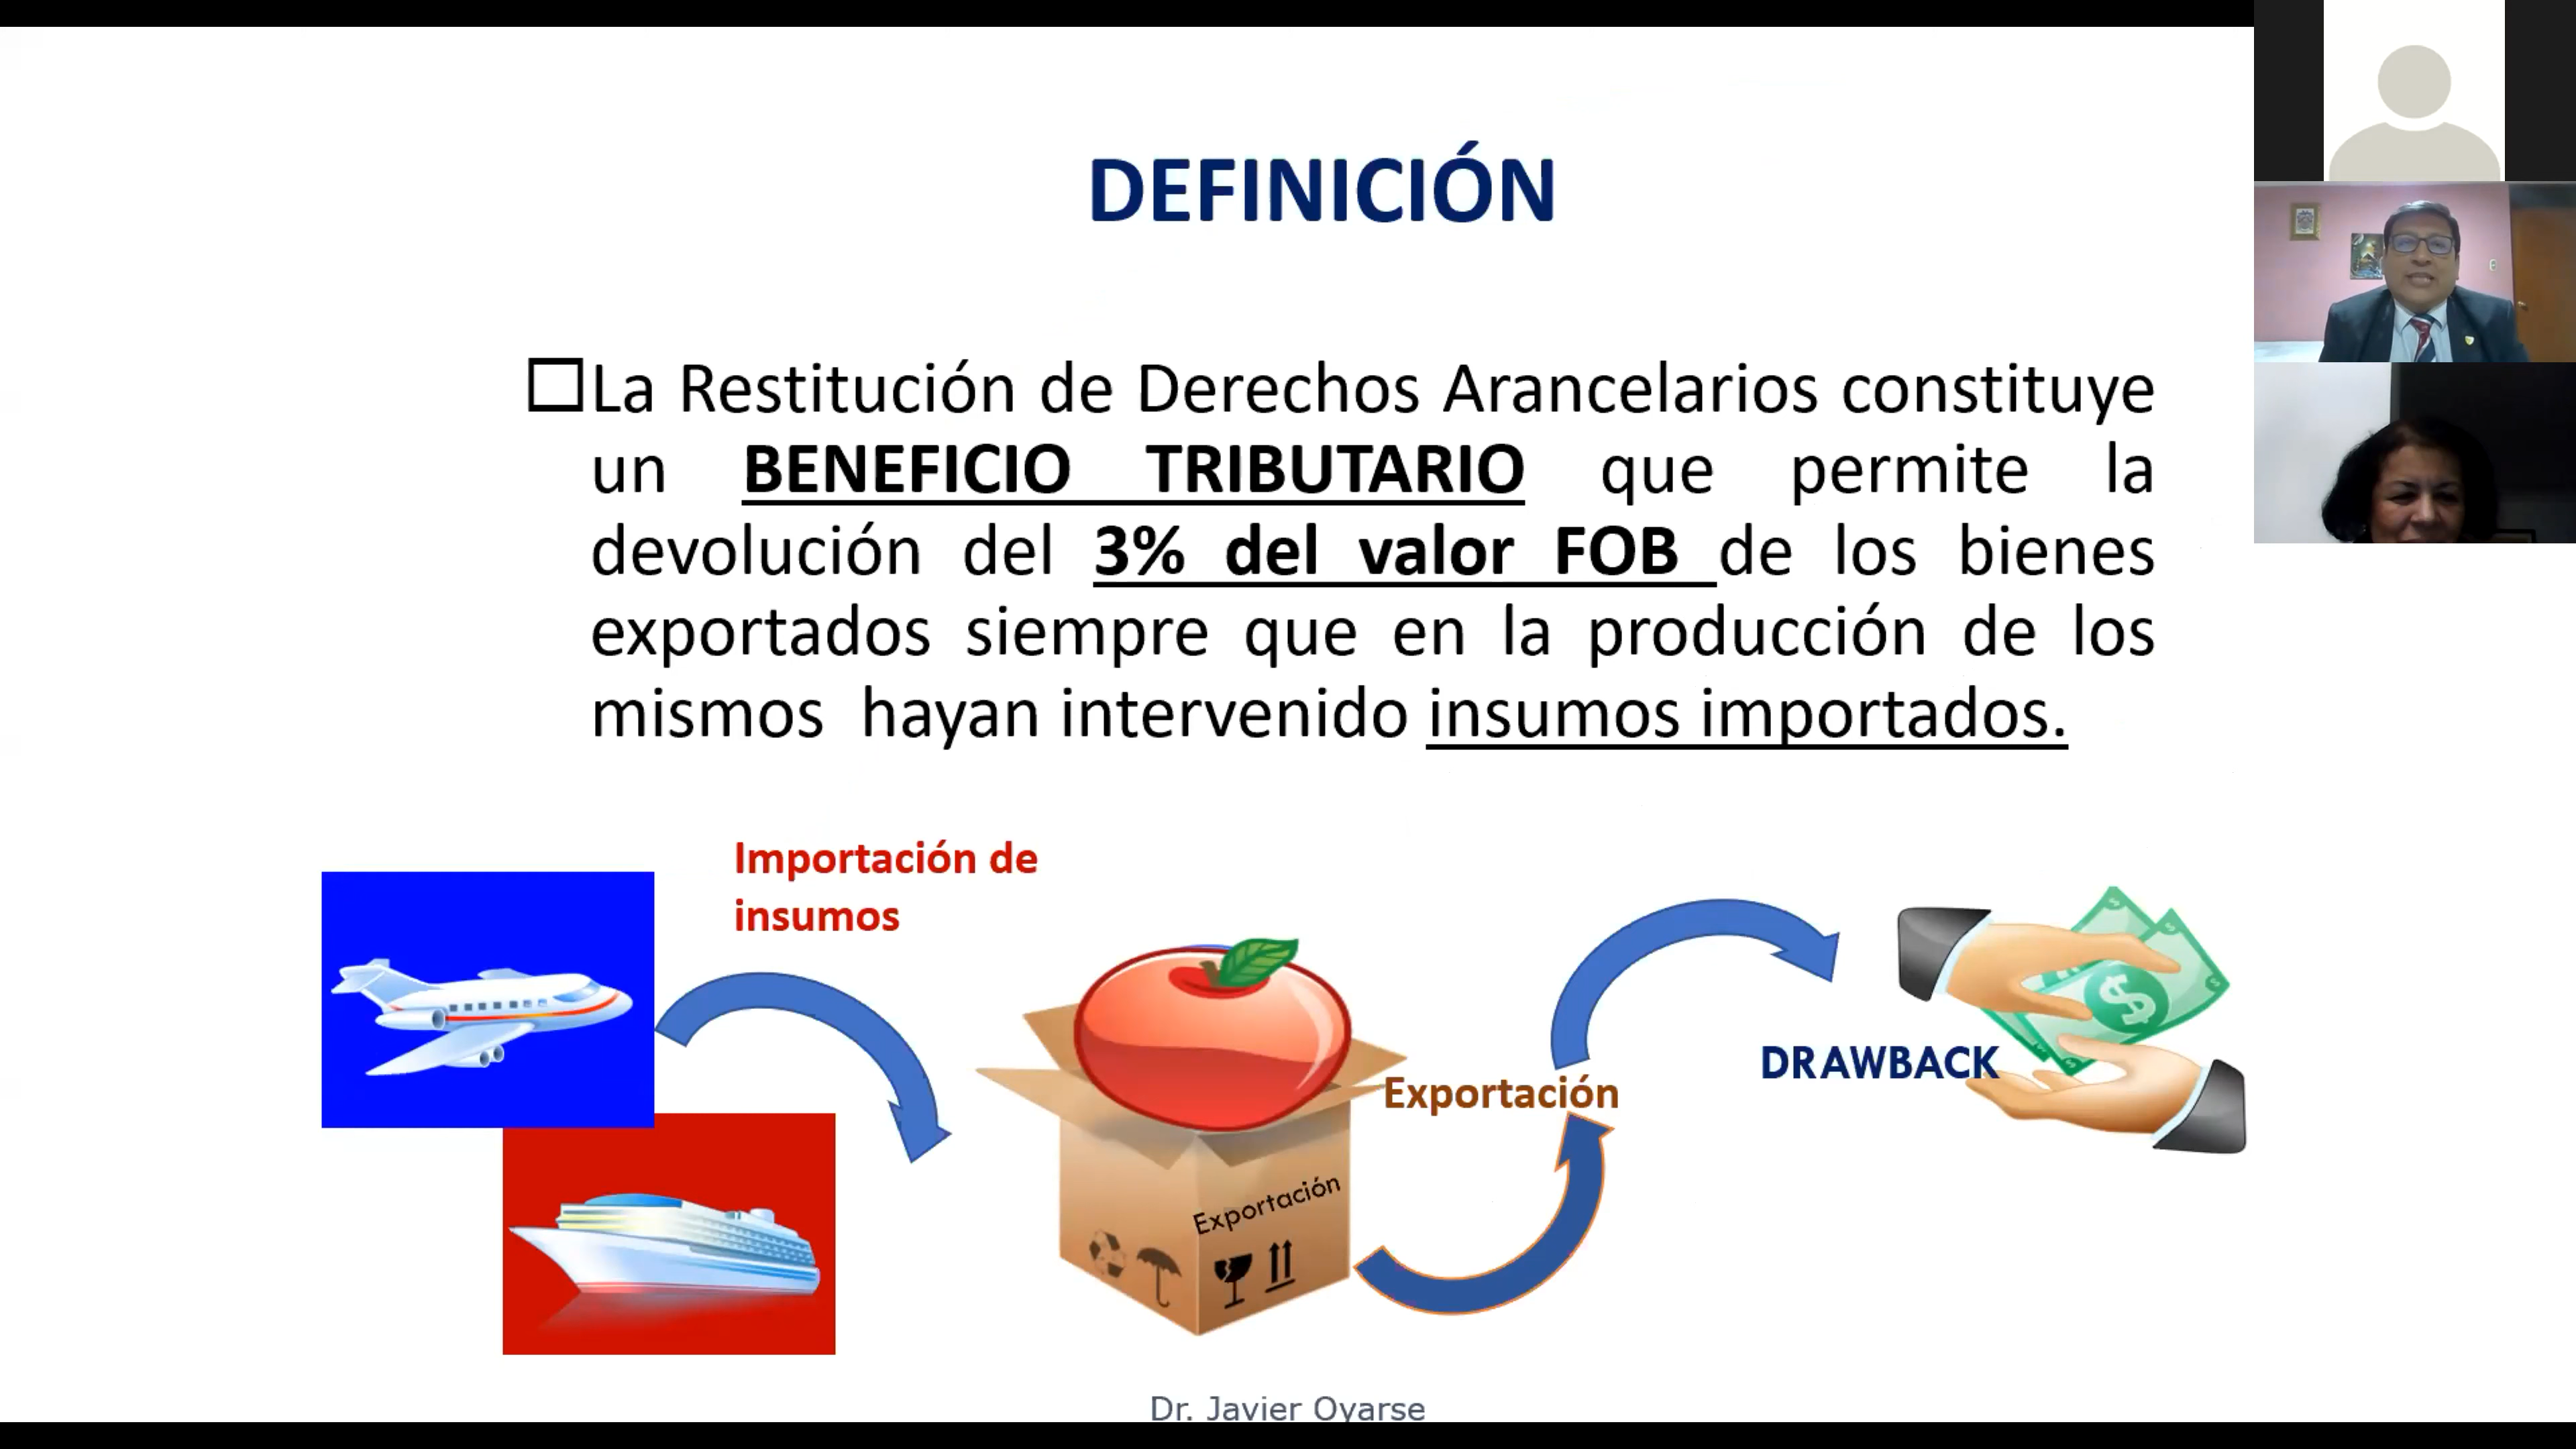 DEFINICIÓN
La Restitución de Derechos Arancelarios constituye
un BENEFICIO TRIBUTARIO que permite la
devolución del 3% del valor FOB de los bienes
exportados siempre que en la producción de los
mismos hayan intervenido insumos importados.
Importación de
insumos
Exportación
Exportación
DRAWBACK
Dr. Javier Oyarse